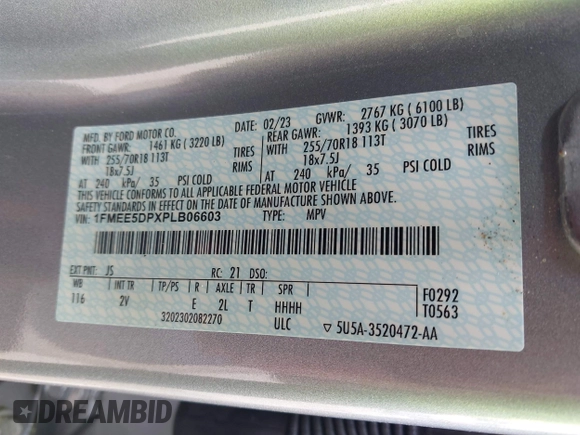 MFD. BY FORD MOTOR CO.
DATE: 02/23 GVWR: 2767 KG ( 6100 LB)
FRONT GAWR: 1461 KG ( 3220 LB) REAR GAWR: 1393 KG ( 3070 LB)
WITH 255/70R18 113T TIRES WITH 255/70R18 113T TIRES
18x7.5J RIMS 18x7.5J RIMS
AT 240 kPa/ 35 PSI COLD AT 240 kPa/ 35 PSI COLD
THIS VEHICLE CONFORMS TO ALL APPLICABLE FEDERAL MOTOR VEHICLE
SAFETY STANDARDS IN EFFECT ON THE DATE OF MANUFACTURE SHOWN ABOVE.
VIN: 1FMEE5DPXPLB06603 TYPE: MPV
EXT PNT: JS RC: 21 DSO:
WB INT TR TP/PS R AXLE TR SPR
116 2V E 2L T HHHH
3202302082270 ULC
F0292
T0563
5U5A-3520472-AA
DREAMBID